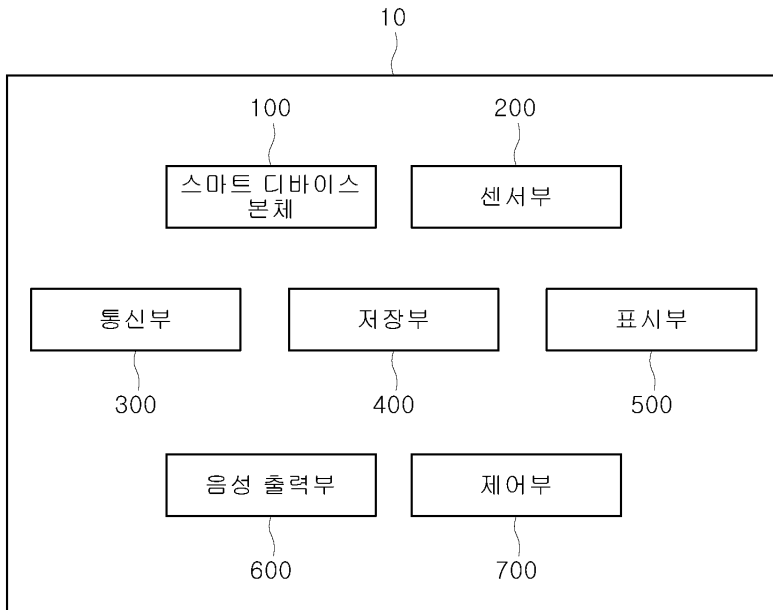 10
100
200
스마트 디바이스
본체
센서부
통신부
저장부
표시부
300
400
500
음성 출력부
제어부
600
700